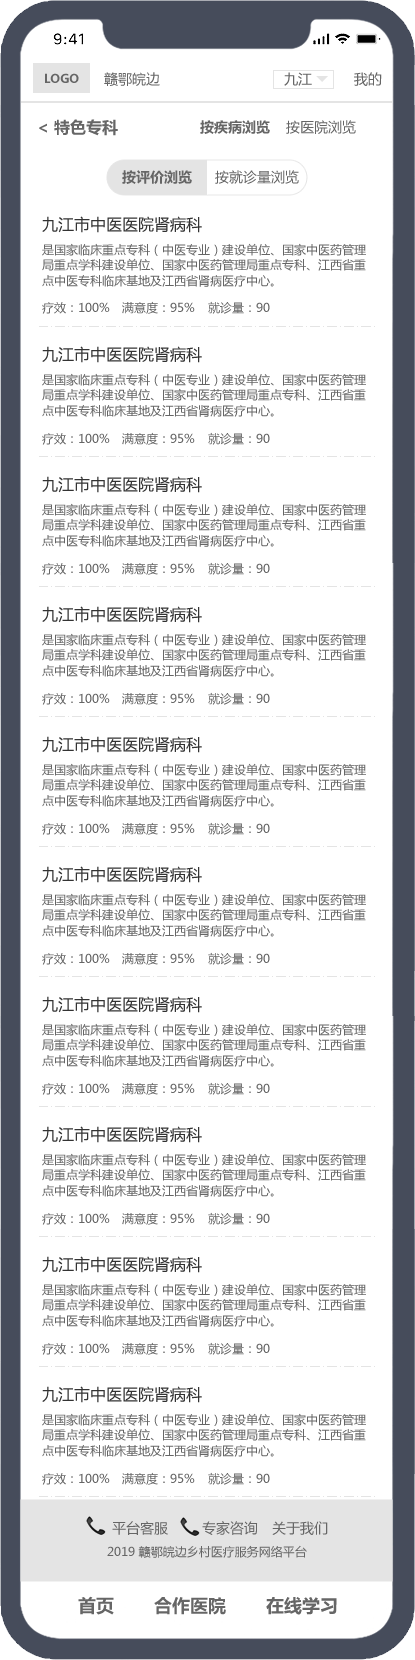 9:41
LOGO 赣鄂皖边 九江 我的
< 特色专科 按疾病浏览 按医院浏览
按评价浏览 按就诊量浏览
九江市中医医院肾病科
是国家临床重点专科（中医专业）建设单位、国家中医药管理
局重点学科建设单位、国家中医药管理局重点专科、江西省重
点中医专科临床基地及江西省肾病医疗中心。
疗效：100% 满意度：95% 就诊量：90
九江市中医医院肾病科
是国家临床重点专科（中医专业）建设单位、国家中医药管理
局重点学科建设单位、国家中医药管理局重点专科、江西省重
点中医专科临床基地及江西省肾病医疗中心。
疗效：100% 满意度：95% 就诊量：90
九江市中医医院肾病科
是国家临床重点专科（中医专业）建设单位、国家中医药管理
局重点学科建设单位、国家中医药管理局重点专科、江西省重
点中医专科临床基地及江西省肾病医疗中心。
疗效：100% 满意度：95% 就诊量：90
九江市中医医院肾病科
是国家临床重点专科（中医专业）建设单位、国家中医药管理
局重点学科建设单位、国家中医药管理局重点专科、江西省重
点中医专科临床基地及江西省肾病医疗中心。
疗效：100% 满意度：95% 就诊量：90
九江市中医医院肾病科
是国家临床重点专科（中医专业）建设单位、国家中医药管理
局重点学科建设单位、国家中医药管理局重点专科、江西省重
点中医专科临床基地及江西省肾病医疗中心。
疗效：100% 满意度：95% 就诊量：90
九江市中医医院肾病科
是国家临床重点专科（中医专业）建设单位、国家中医药管理
局重点学科建设单位、国家中医药管理局重点专科、江西省重
点中医专科临床基地及江西省肾病医疗中心。
疗效：100% 满意度：95% 就诊量：90
九江市中医医院肾病科
是国家临床重点专科（中医专业）建设单位、国家中医药管理
局重点学科建设单位、国家中医药管理局重点专科、江西省重
点中医专科临床基地及江西省肾病医疗中心。
疗效：100% 满意度：95% 就诊量：90
九江市中医医院肾病科
是国家临床重点专科（中医专业）建设单位、国家中医药管理
局重点学科建设单位、国家中医药管理局重点专科、江西省重
点中医专科临床基地及江西省肾病医疗中心。
疗效：100% 满意度：95% 就诊量：90
九江市中医医院肾病科
是国家临床重点专科（中医专业）建设单位、国家中医药管理
局重点学科建设单位、国家中医药管理局重点专科、江西省重
点中医专科临床基地及江西省肾病医疗中心。
疗效：100% 满意度：95% 就诊量：90
九江市中医医院肾病科
是国家临床重点专科（中医专业）建设单位、国家中医药管理
局重点学科建设单位、国家中医药管理局重点专科、江西省重
点中医专科临床基地及江西省肾病医疗中心。
疗效：100% 满意度：95% 就诊量：90
平台客服 专家咨询 关于我们
2019 赣鄂皖边乡村医疗服务网络平台
首页 合作医院 在线学习